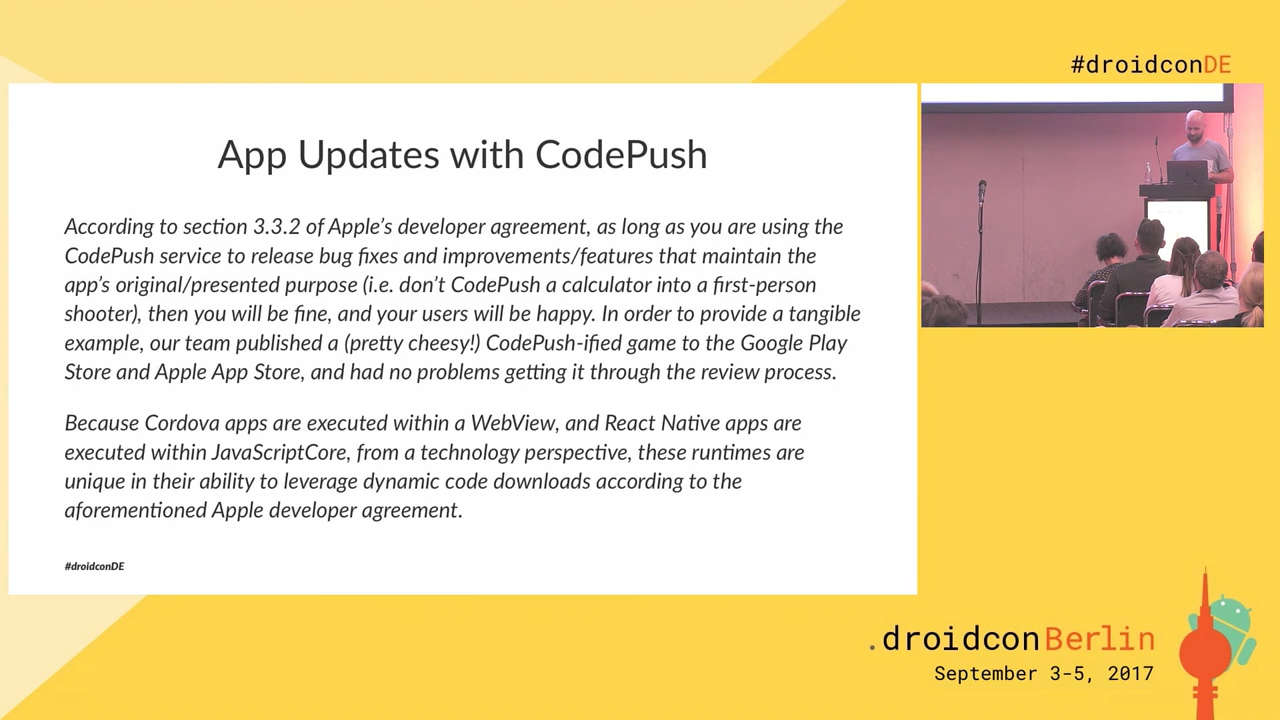 #droidconDE
App Updates with CodePush
According to section 3.3.2 of Apple's developer agreement, as long as you are using the
CodePush service to release bug fixes and improvements/features that maintain the
app's original/presented purpose (i.e. don't CodePush a calculator into a first-person
shooter), then you will be fine, and your users will be happy. In order to provide a tangible
example, our team published a (pretty cheesy!) CodePush-ified game to the Google Play
Store and Apple App Store, and had no problems getting it through the review process.
Because Cordova apps are executed within a WebView, and React Native apps are
executed within JavaScriptCore, from a technology perspective, these runtimes are
unique in their ability to leverage dynamic code downloads according to the
aforementioned Apple developer agreement.
#droidconDE
.droidconBerlin
September 3-5, 2017